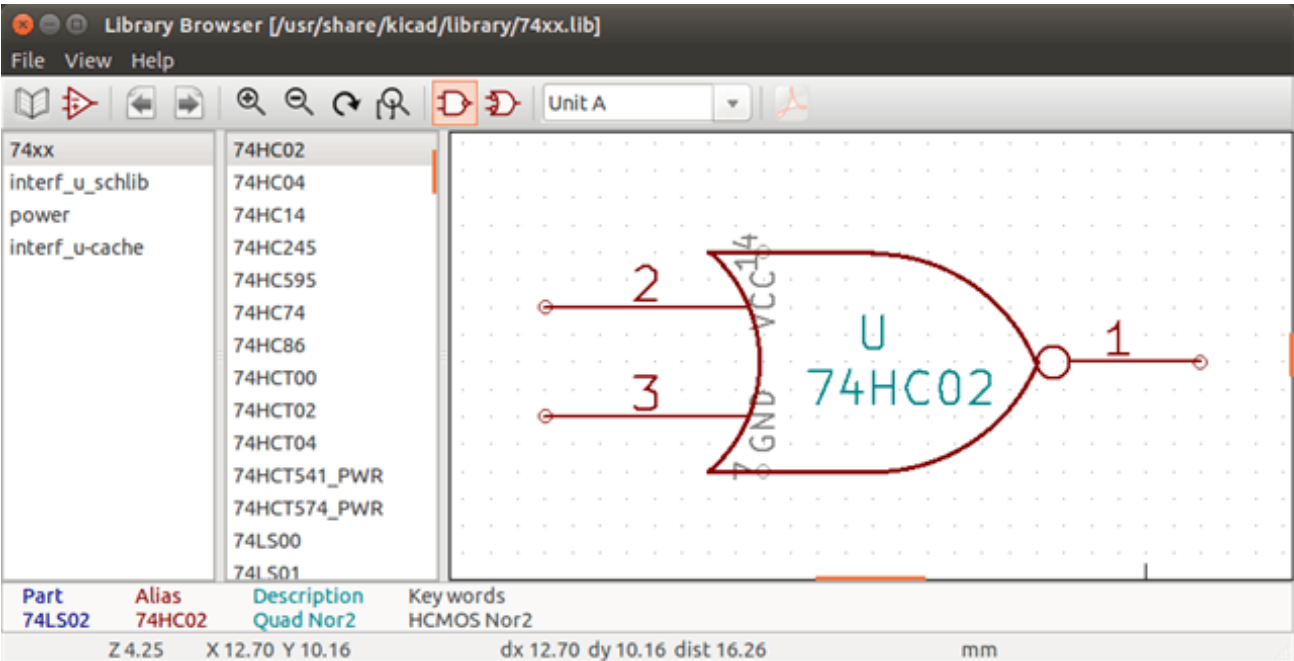 Library Browser [/usr/share/kicad/library/74xx.lib]
File View Help
Unit A
74xx
interf_u_schlib
power
interf_u-cache
74HC02
74HC04
74HC14
74HC245
74HC595
74HC74
74HC86
74HCT00
74HCT02
74HCT04
74HCT541_PWR
74HCT574_PWR
74LS00
74LS01
14
VCC
2
3
GND
7
U
74HC02
1
Part Alias Description Key words
74LS02 74HC02 Quad Nor2 HCMOS Nor2
Z 4.25 X 12.70 Y 10.16 dx 12.70 dy 10.16 dist 16.26 mm